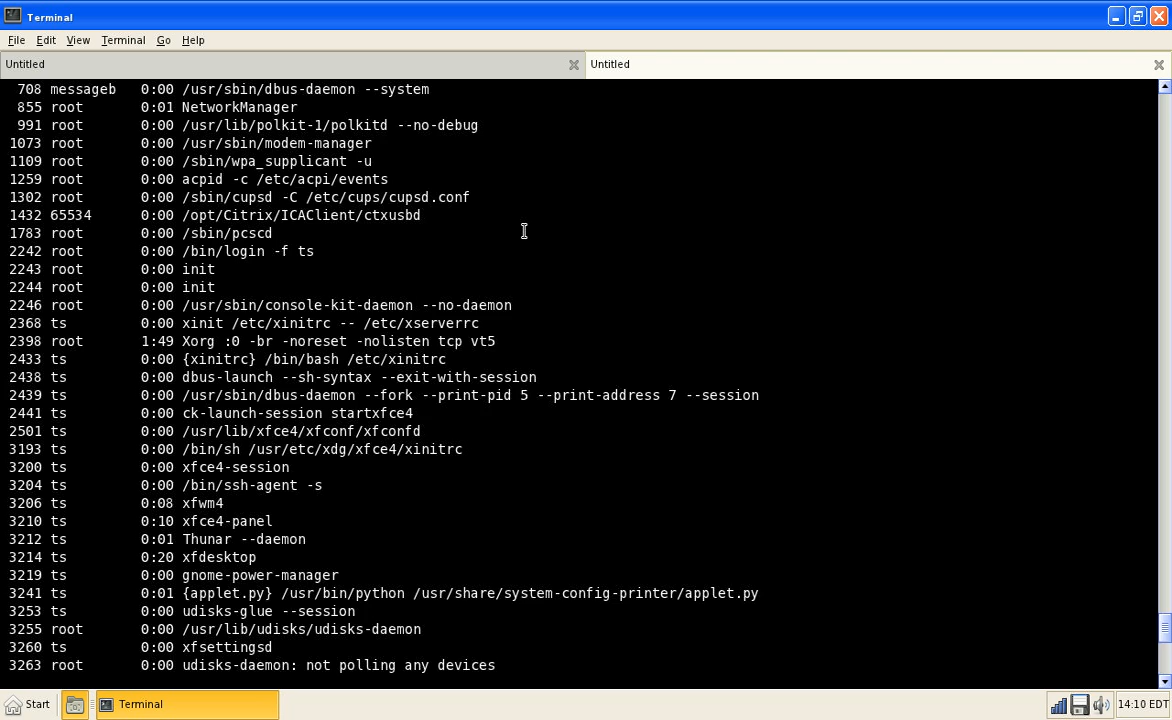 Terminal
File Edit View Terminal Go Help
Untitled Untitled
708 messageb 0:00 /usr/sbin/dbus-daemon --system
855 root 0:01 NetworkManager
991 root 0:00 /usr/lib/polkit-1/polkitd --no-debug
1073 root 0:00 /usr/sbin/modem-manager
1109 root 0:00 /sbin/wpa_supplicant -u
1259 root 0:00 acpid -c /etc/acpi/events
1302 root 0:00 /sbin/cupsd -C /etc/cups/cupsd.conf
1432 65534 0:00 /opt/Citrix/ICAClient/ctxusbd
1783 root 0:00 /sbin/pcscd
2242 root 0:00 /bin/login -f ts
2243 root 0:00 init
2244 root 0:00 init
2246 root 0:00 /usr/sbin/console-kit-daemon --no-daemon
2368 ts 0:00 xinit /etc/xinitrc -- /etc/xserverrc
2398 root 1:49 Xorg :0 -br -noreset -nolisten tcp vt5
2433 ts 0:00 {xinitrc} /bin/bash /etc/xinitrc
2438 ts 0:00 dbus-launch --sh-syntax --exit-with-session
2439 ts 0:00 /usr/sbin/dbus-daemon --fork --print-pid 5 --print-address 7 --session
2441 ts 0:00 ck-launch-session startxfce4
2501 ts 0:00 /usr/lib/xfce4/xfconf/xfconfd
3193 ts 0:00 /bin/sh /usr/etc/xdg/xfce4/xinitrc
3200 ts 0:00 xfce4-session
3204 ts 0:00 /bin/ssh-agent -s
3206 ts 0:08 xfwm4
3210 ts 0:10 xfce4-panel
3212 ts 0:01 Thunar --daemon
3214 ts 0:20 xfdesktop
3219 ts 0:00 gnome-power-manager
3241 ts 0:01 {applet.py} /usr/bin/python /usr/share/system-config-printer/applet.py
3253 ts 0:00 udisks-glue --session
3255 root 0:00 /usr/lib/udisks/udisks-daemon
3260 ts 0:00 xfsettingsd
3263 root 0:00 udisks-daemon: not polling any devices
Start Terminal 14:10 EDT